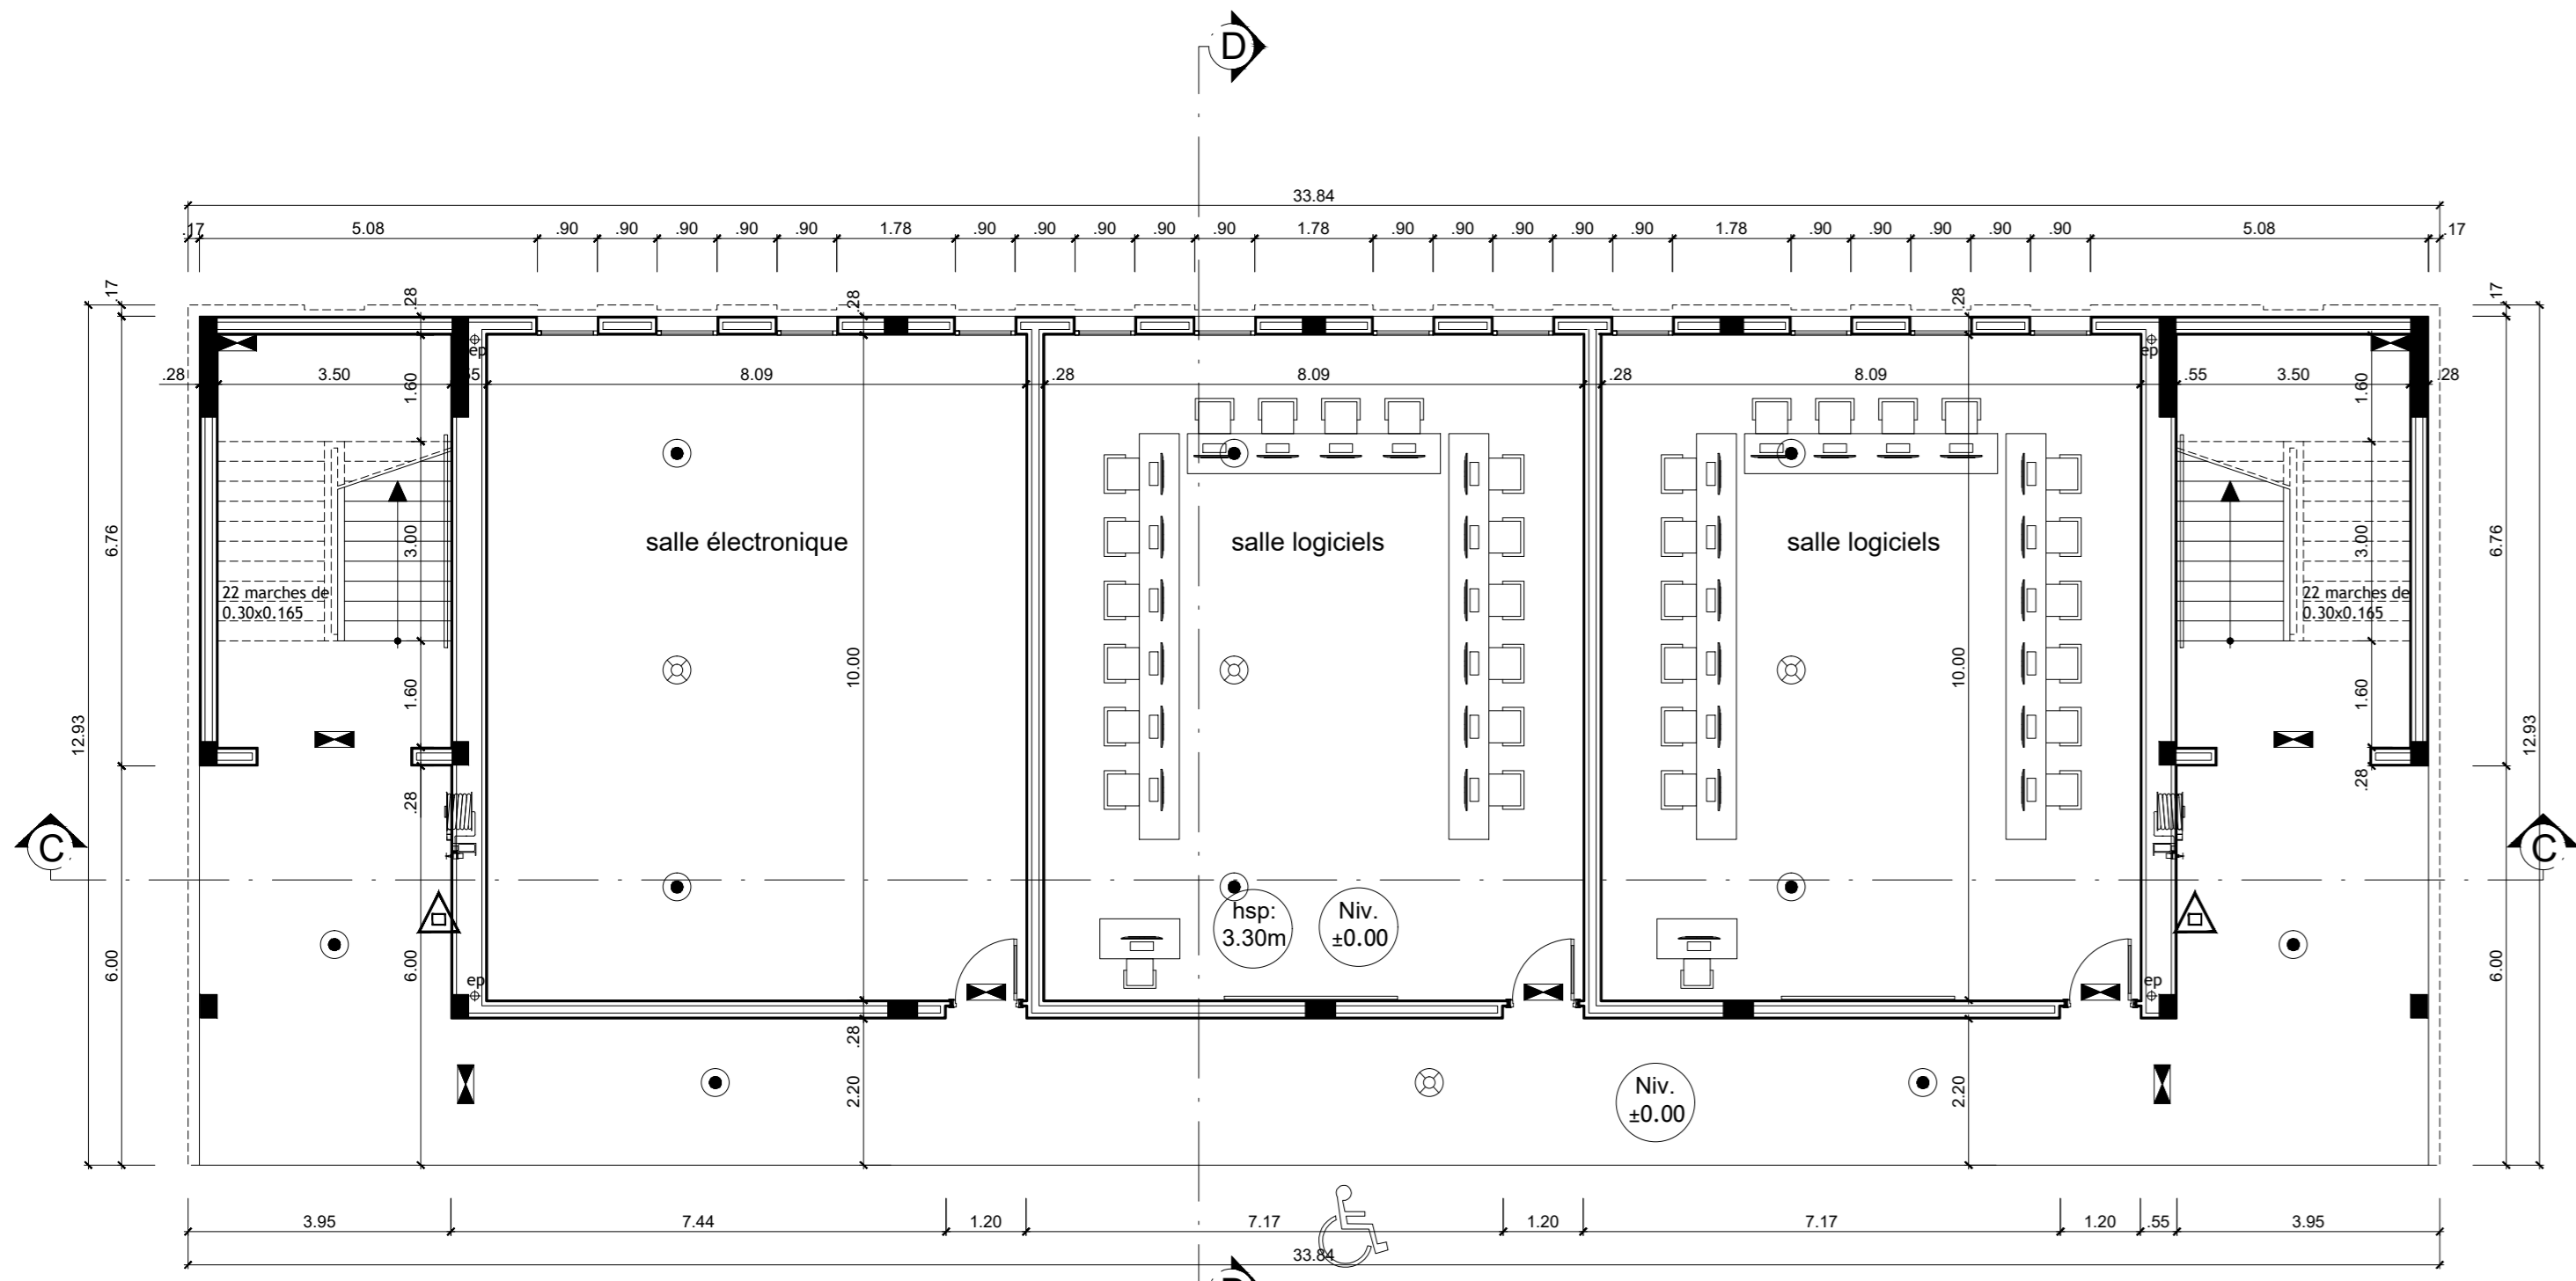 D
33.84
.17 5.08 .90 .90 .90 .90 .90 1.78 .90 .90 .90 .90 .90 1.78 .90 .90 .90 .90 .90 1.78 .90 .90 .90 .90 .90 5.08 .17
.17 .28 .28 .28 .17
ep ep
.28 3.50 8.09 .28 8.09 .28 8.09 .55 3.50 .28
1.60 1.60
salle électronique salle logiciels salle logiciels
6.76 3.00 3.00 6.76
22 marches de
0.30x0.165
22 marches de
0.30x0.165
10.00 10.00
1.60 1.60
12.93 12.93
.28 .28
C C
hsp:
3.30m
Niv.
±0.00
6.00 6.00 6.00
ep ep
.28
2.20 2.20
Niv.
±0.00
3.95 7.44 1.20 7.17 1.20 7.17 1.20 .55 3.95
33.84